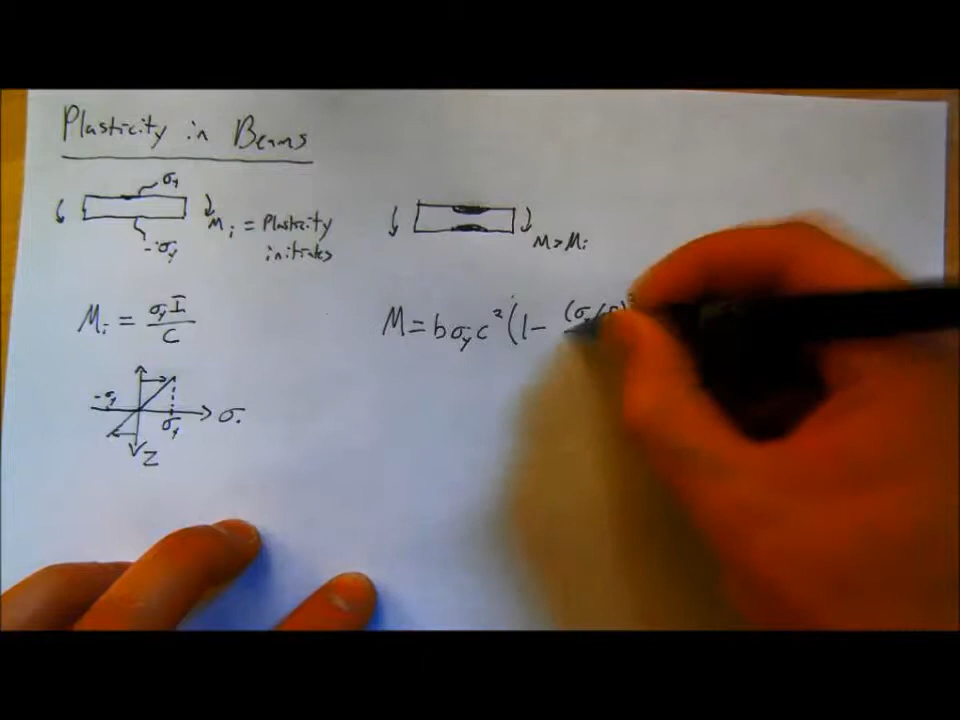 Plasticity in Beams
σy
Mi = Plasticity
initiates
-σy
M > Mi
Mi = σyI / C
M = bσyc²(1-
-σy
σ
σy
Z